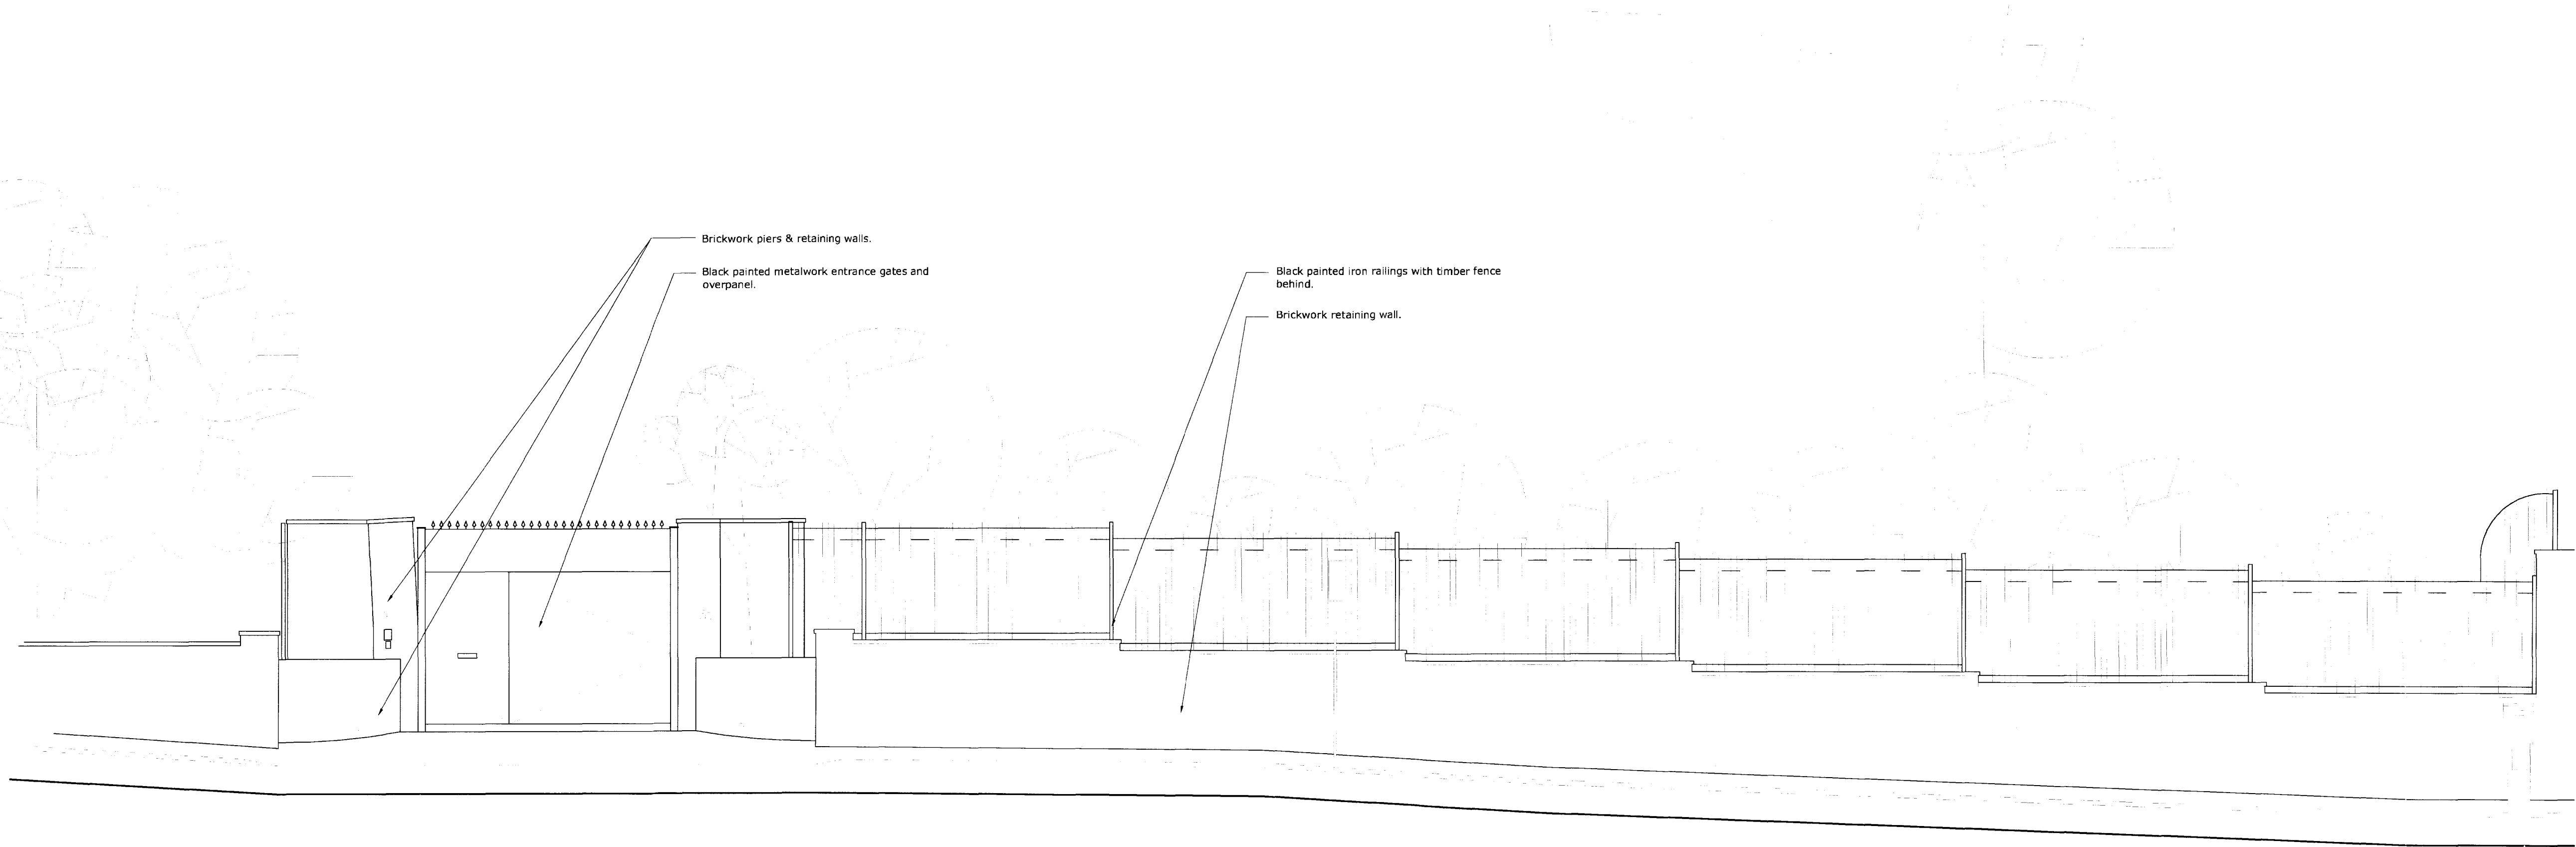 Brickwork piers & retaining walls.
Black painted metalwork entrance gates and
overpanel.
Black painted iron railings with timber fence
behind.
Brickwork retaining wall.